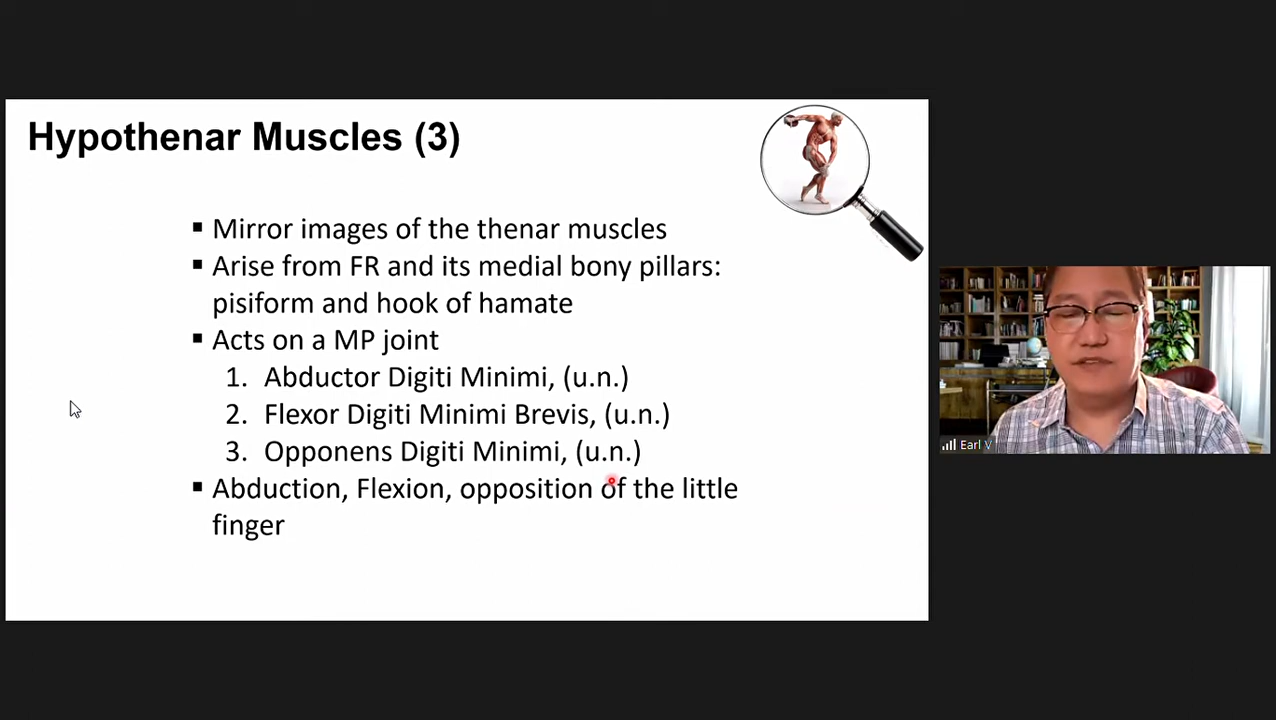 Hypothenar Muscles (3)
▪ Mirror images of the thenar muscles
▪ Arise from FR and its medial bony pillars:
pisiform and hook of hamate
▪ Acts on a MP joint
1. Abductor Digiti Minimi, (u.n.)
2. Flexor Digiti Minimi Brevis, (u.n.)
3. Opponens Digiti Minimi, (u.n.)
▪ Abduction, Flexion, opposition of the little
finger
Earl V